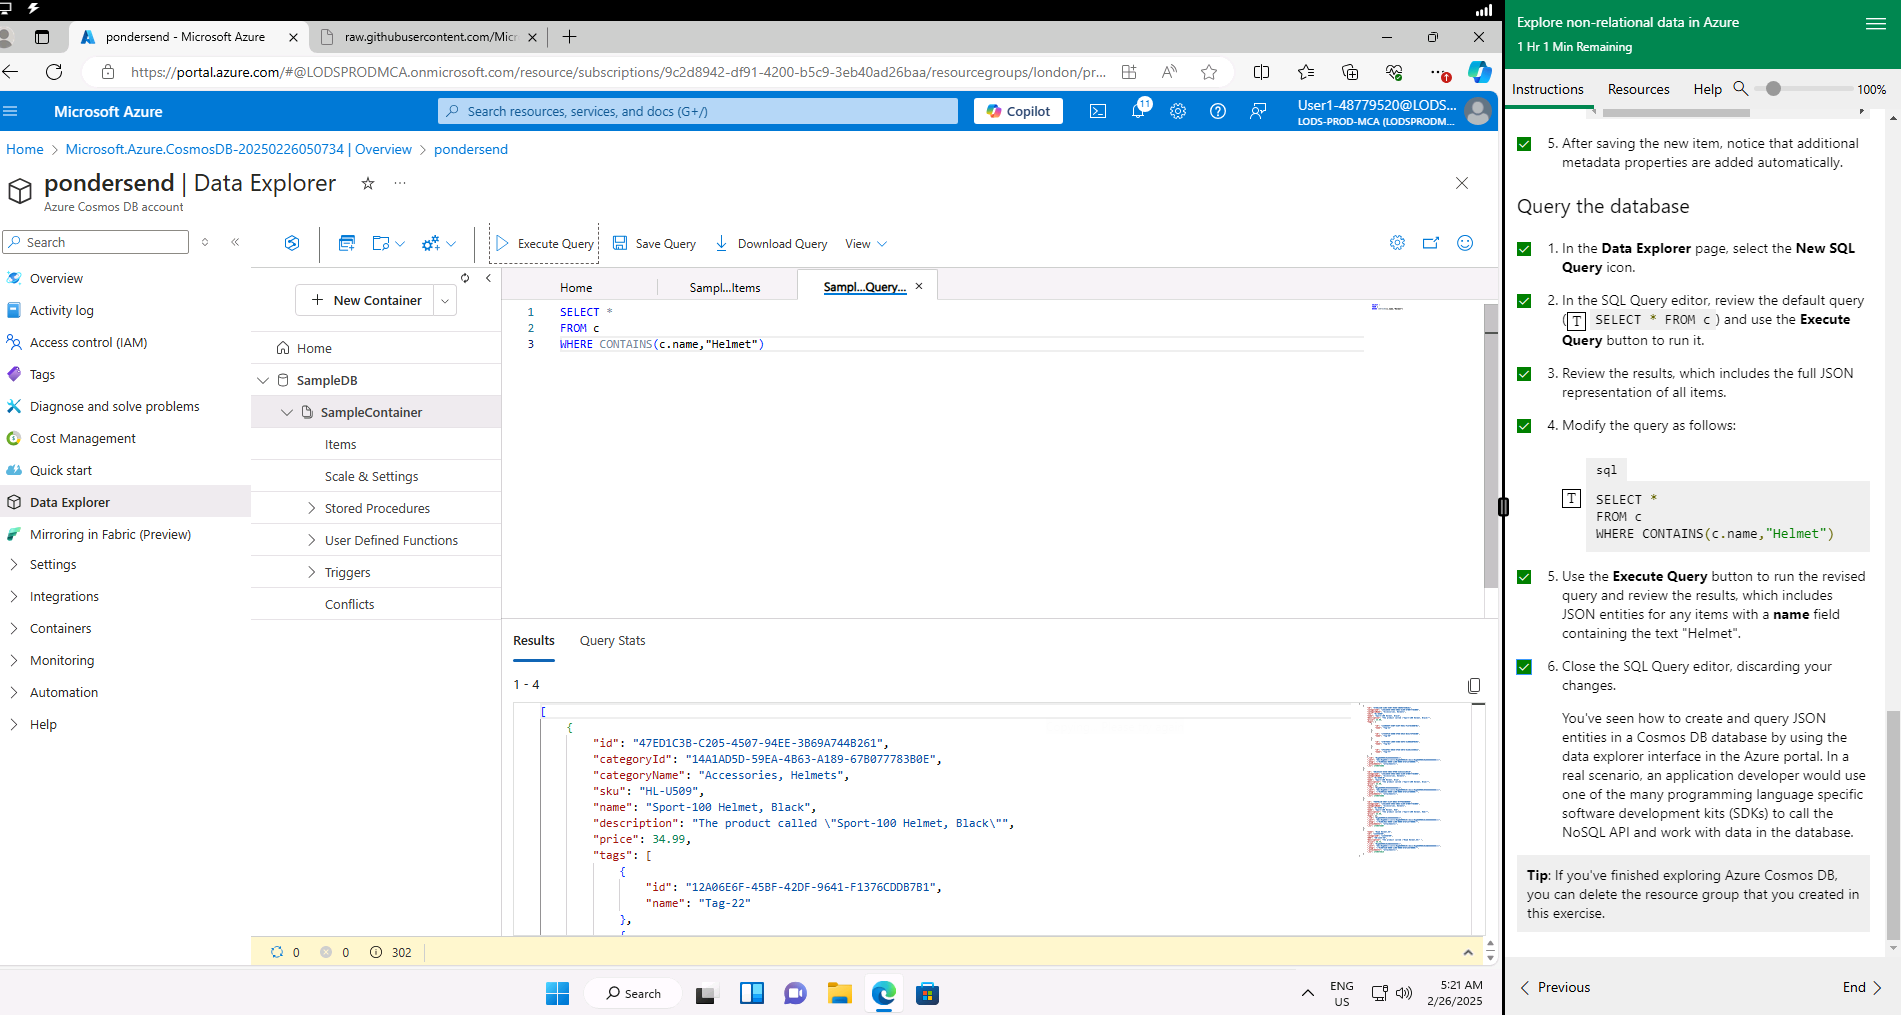 pondersend - Microsoft Azure
raw.githubusercontent.com/Micr
https://portal.azure.com/#@LODSPRODMCA.onmicrosoft.com/resource/subscriptions/9c2d8942-df91-4200-b5c9-3eb40ad26baa/resourcegroups/london/pr...
Microsoft Azure
Search resources, services, and docs (G+/)
Copilot
11
User1-48779520@LODS...
LODS-PROD-MCA (LODSPRODM...
Home > Microsoft.Azure.CosmosDB-20250226050734 | Overview > pondersend
pondersend | Data Explorer
Azure Cosmos DB account
Search
Overview
Activity log
Access control (IAM)
Tags
Diagnose and solve problems
Cost Management
Quick start
Data Explorer
Mirroring in Fabric (Preview)
Settings
Integrations
Containers
Monitoring
Automation
Help
Execute Query
Save Query
Download Query
View
New Container
Home
SampleDB
SampleContainer
Items
Scale & Settings
Stored Procedures
User Defined Functions
Triggers
Conflicts
Home
Sampl...Items
Sampl...Query...
1 SELECT *
2 FROM c
3 WHERE CONTAINS(c.name,"Helmet")
Results
Query Stats
1 - 4
[
{
"id": "47ED1C3B-C205-4507-94EE-3B69A744B261",
"categoryId": "14A1AD5D-59EA-4B63-A189-67B077783B0E",
"categoryName": "Accessories, Helmets",
"sku": "HL-U509",
"name": "Sport-100 Helmet, Black",
"description": "The product called \"Sport-100 Helmet, Black\"",
"price": 34.99,
"tags": [
{
"id": "12A06E6F-45BF-42DF-9641-F1376CDDB7B1",
"name": "Tag-22"
},
{
0
0
302
Search
ENG
US
5:21 AM
2/26/2025
Explore non-relational data in Azure
1 Hr 1 Min Remaining
Instructions
Resources
Help
100%
5. After saving the new item, notice that additional
metadata properties are added automatically.
Query the database
1. In the Data Explorer page, select the New SQL
Query icon.
2. In the SQL Query editor, review the default query
( T SELECT * FROM c ) and use the Execute
Query button to run it.
3. Review the results, which includes the full JSON
representation of all items.
4. Modify the query as follows:
sql
T
SELECT *
FROM c
WHERE CONTAINS(c.name,"Helmet")
5. Use the Execute Query button to run the revised
query and review the results, which includes
JSON entities for any items with a name field
containing the text "Helmet".
6. Close the SQL Query editor, discarding your
changes.
You've seen how to create and query JSON
entities in a Cosmos DB database by using the
data explorer interface in the Azure portal. In a
real scenario, an application developer would use
one of the many programming language specific
software development kits (SDKs) to call the
NoSQL API and work with data in the database.
Tip: If you've finished exploring Azure Cosmos DB,
you can delete the resource group that you created in
this exercise.
Previous
End